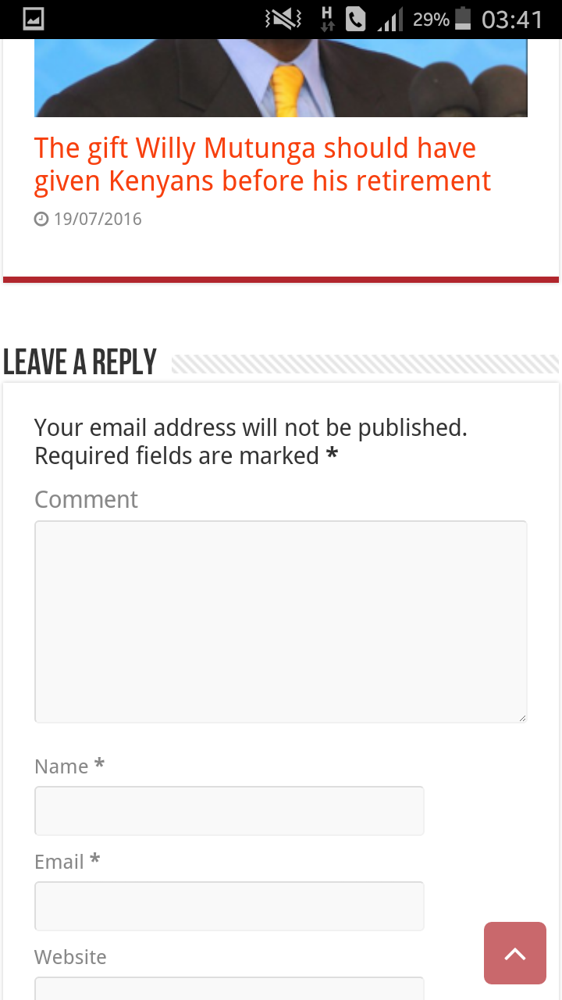 H 29% 03:41
The gift Willy Mutunga should have
given Kenyans before his retirement
19/07/2016
LEAVE A REPLY
Your email address will not be published.
Required fields are marked *
Comment
Name *
Email *
Website